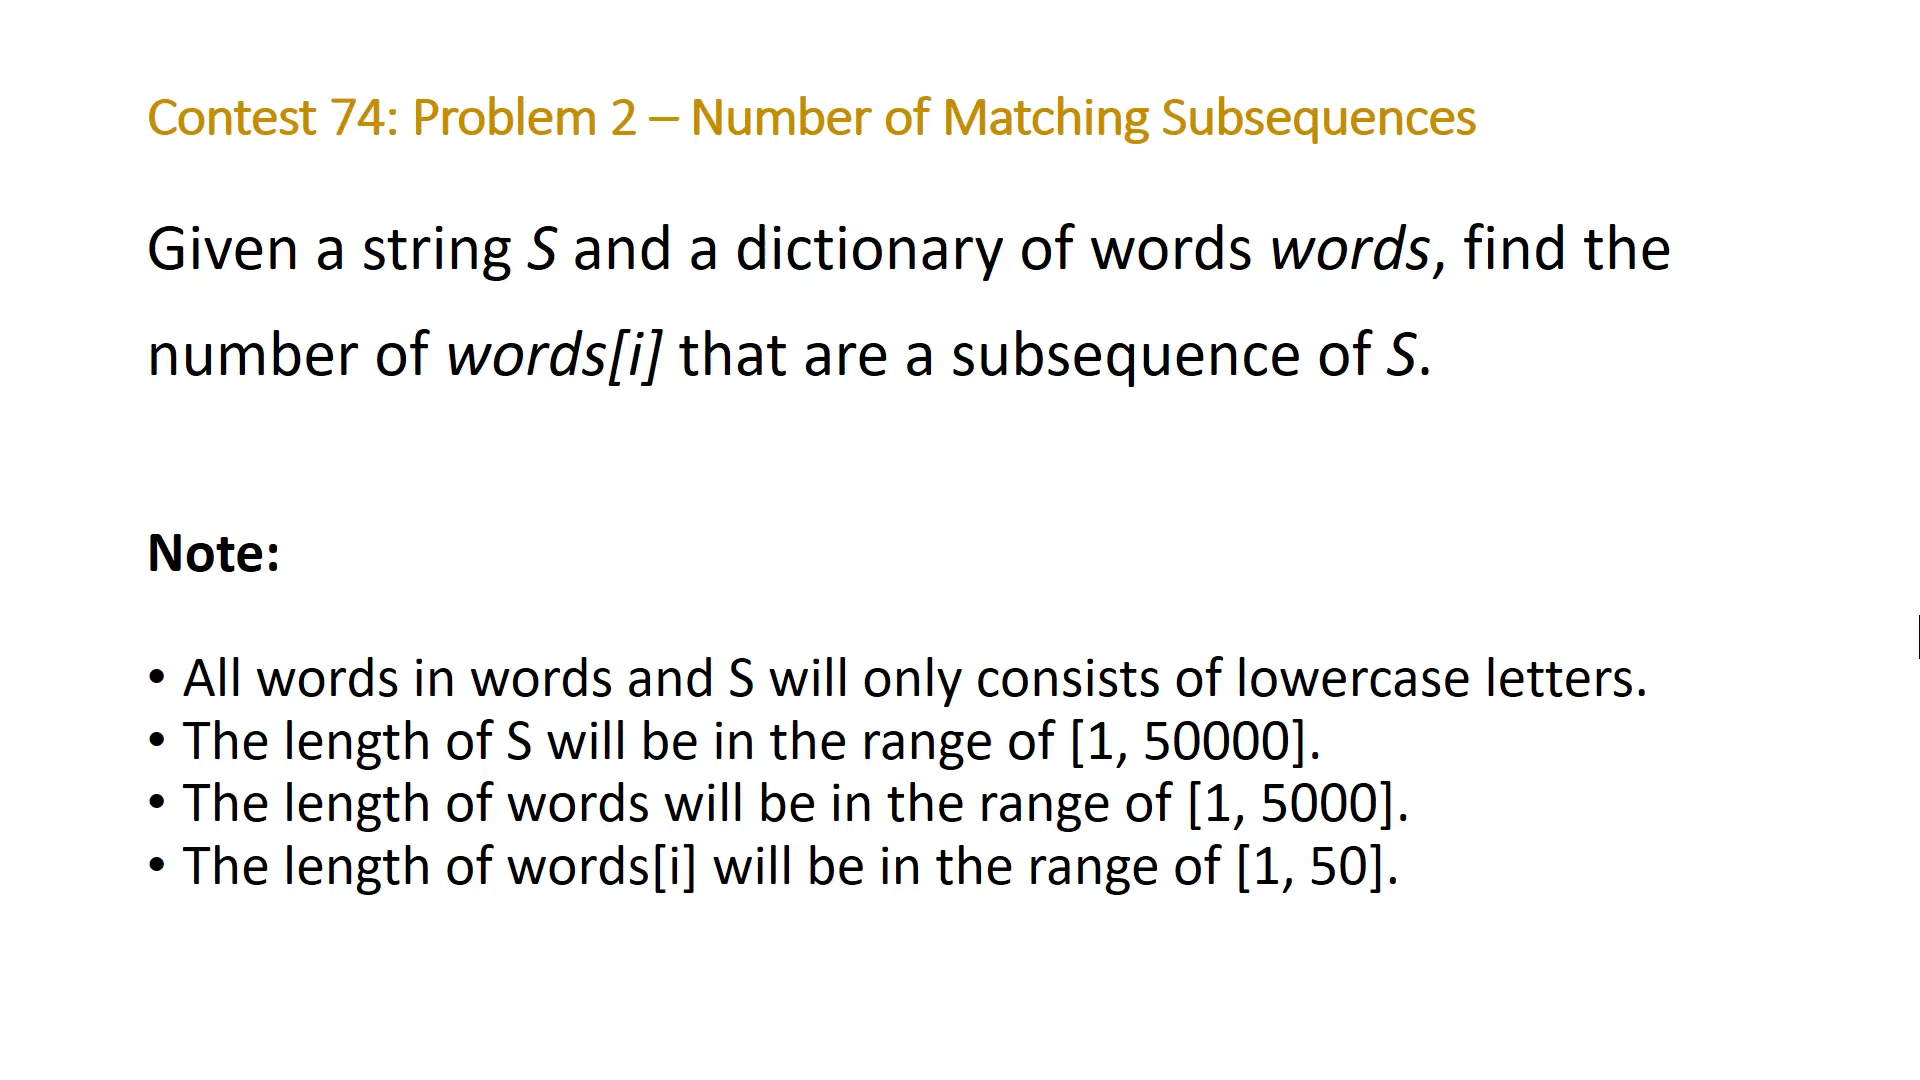 Contest 74: Problem 2 – Number of Matching Subsequences
Given a string S and a dictionary of words words, find the
number of words[i] that are a subsequence of S.
Note:
• All words in words and S will only consists of lowercase letters.
• The length of S will be in the range of [1, 50000].
• The length of words will be in the range of [1, 5000].
• The length of words[i] will be in the range of [1, 50].